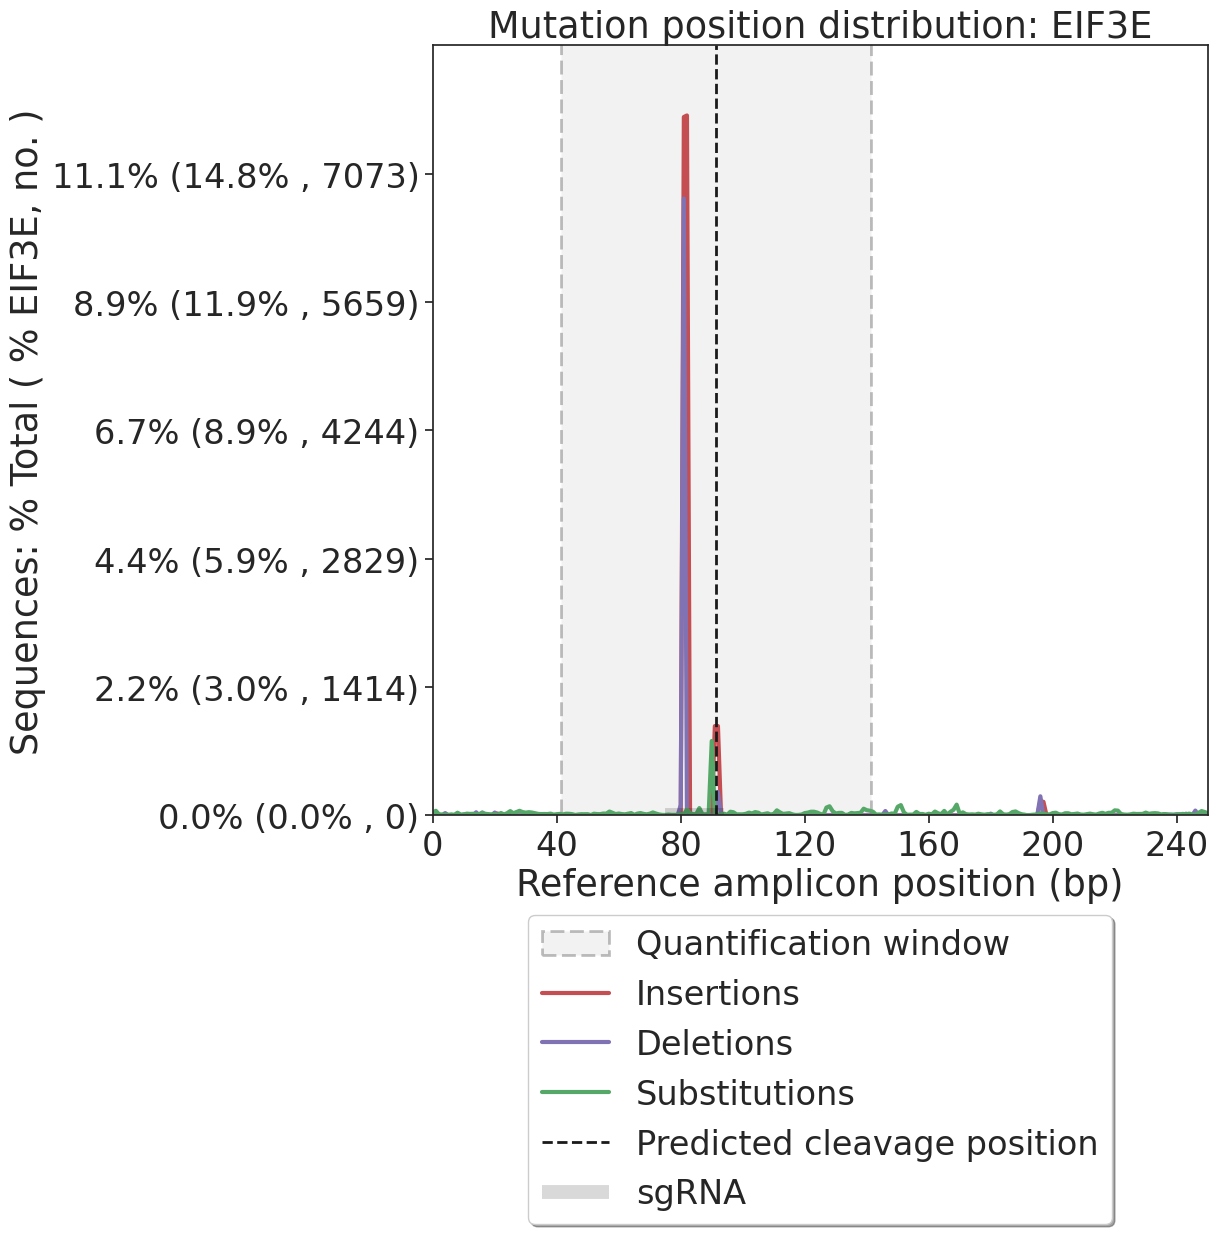 Mutation position distribution: EIF3E
Sequences: % Total ( % EIF3E, no. )
11.1% (14.8% , 7073)
8.9% (11.9% , 5659)
6.7% (8.9% , 4244)
4.4% (5.9% , 2829)
2.2% (3.0% , 1414)
0.0% (0.0% , 0)
0 40 80 120 160 200 240
Reference amplicon position (bp)
Quantification window
Insertions
Deletions
Substitutions
Predicted cleavage position
sgRNA